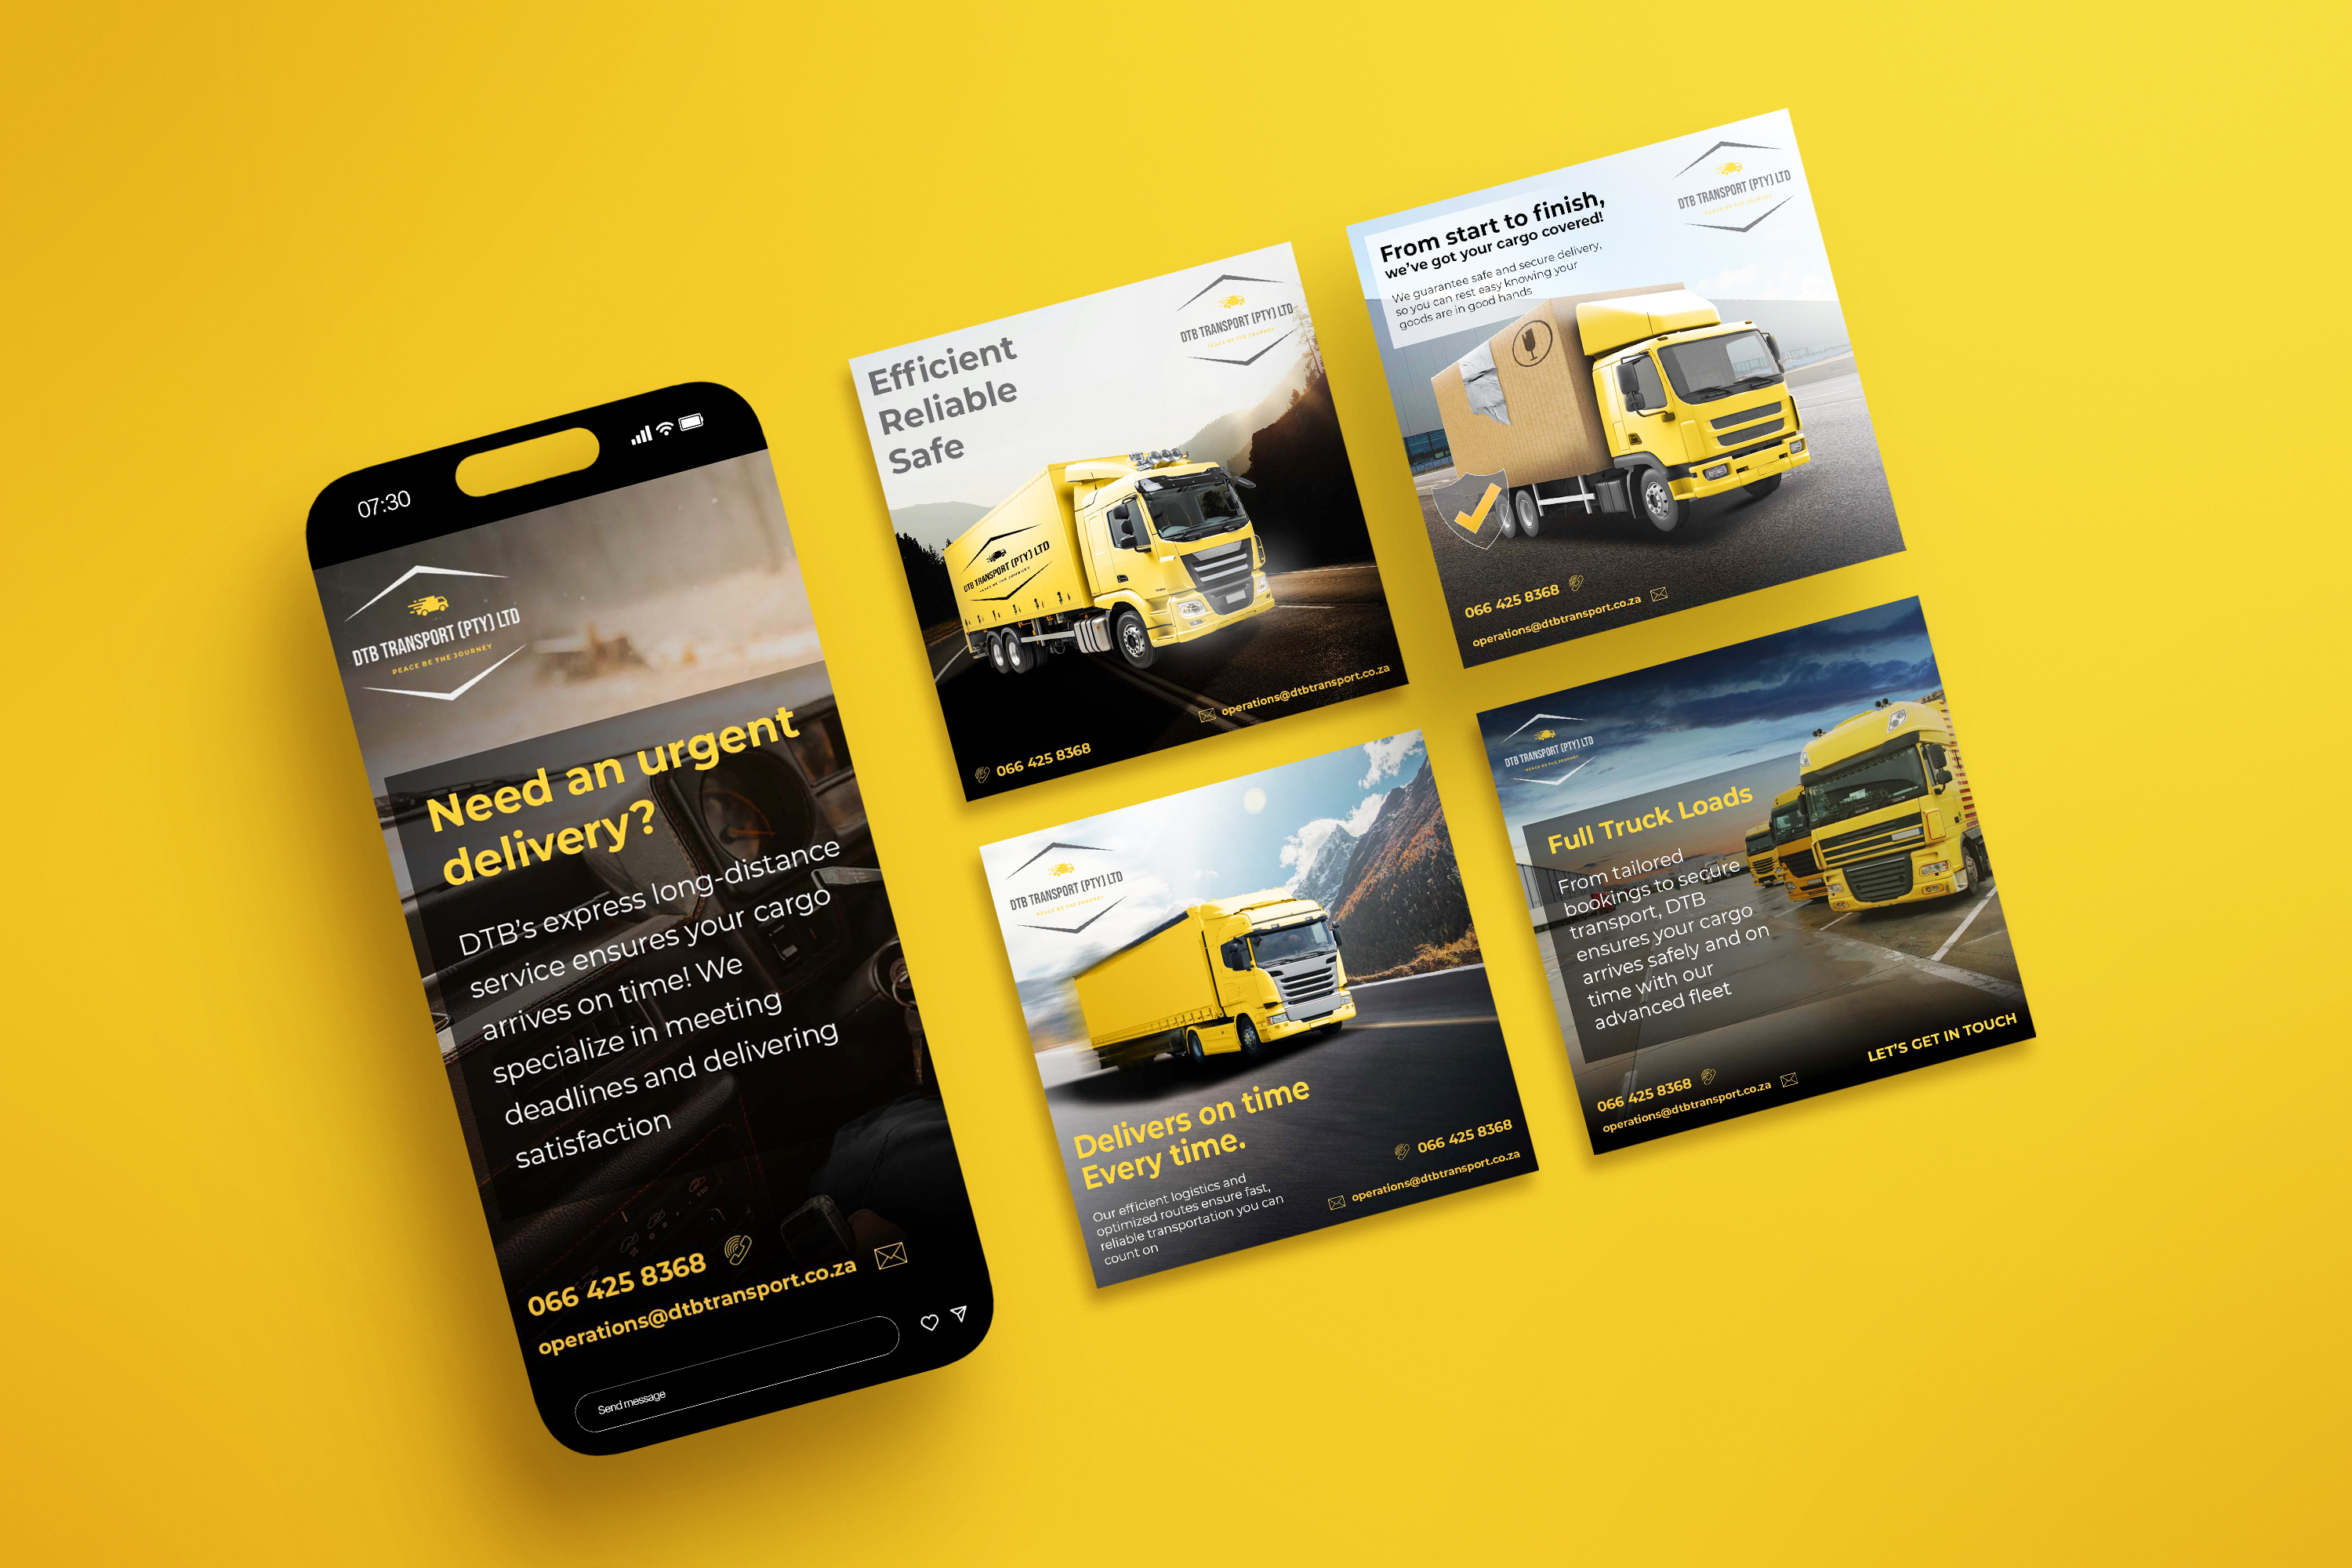 07:30
DTB TRANSPORT (PTY) LTD
PEACE BE THE JOURNEY
Need an urgent
delivery?
DTB's express long-distance
service ensures your cargo
arrives on time! We
specialize in meeting
deadlines and delivering
satisfaction
066 425 8368
operations@dtbtransport.co.za
Send message
Efficient
Reliable
Safe
DTB TRANSPORT (PTY) LTD
PEACE BE THE JOURNEY
DTB TRANSPORT (PTY) LTD
PEACE BE THE JOURNEY
operations@dtbtransport.co.za
066 425 8368
From start to finish,
we've got your cargo covered!
We guarantee safe and secure delivery,
so you can rest easy knowing your
goods are in good hands
DTB TRANSPORT (PTY) LTD
PEACE BE THE JOURNEY
066 425 8368
operations@dtbtransport.co.za
DTB TRANSPORT (PTY) LTD
PEACE BE THE JOURNEY
Delivers on time
Every time.
Our efficient logistics and
optimized routes ensure fast,
reliable transportation you can
count on
066 425 8368
operations@dtbtransport.co.za
DTB TRANSPORT (PTY) LTD
PEACE BE THE JOURNEY
Full Truck Loads
From tailored
bookings to secure
transport, DTB
ensures your cargo
arrives safely and on
time with our
advanced fleet
LET'S GET IN TOUCH
066 425 8368
operations@dtbtransport.co.za